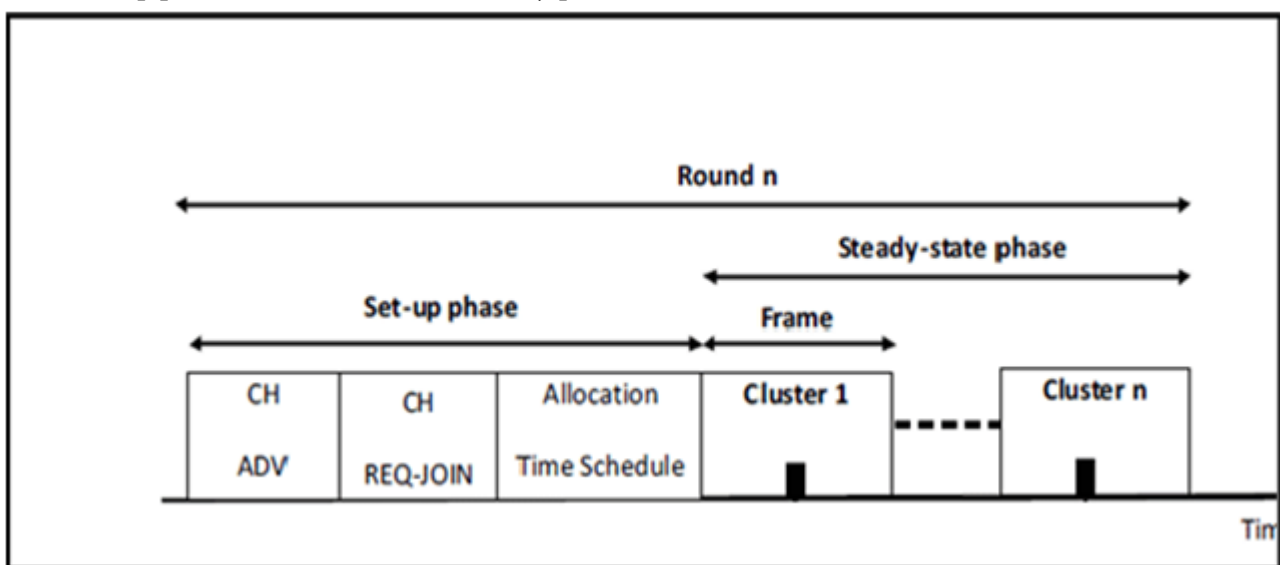 Round n
Steady-state phase
Set-up phase
Frame
CH
ADV
CH
REQ-JOIN
Allocation
Time Schedule
Cluster 1
Cluster n
Tim